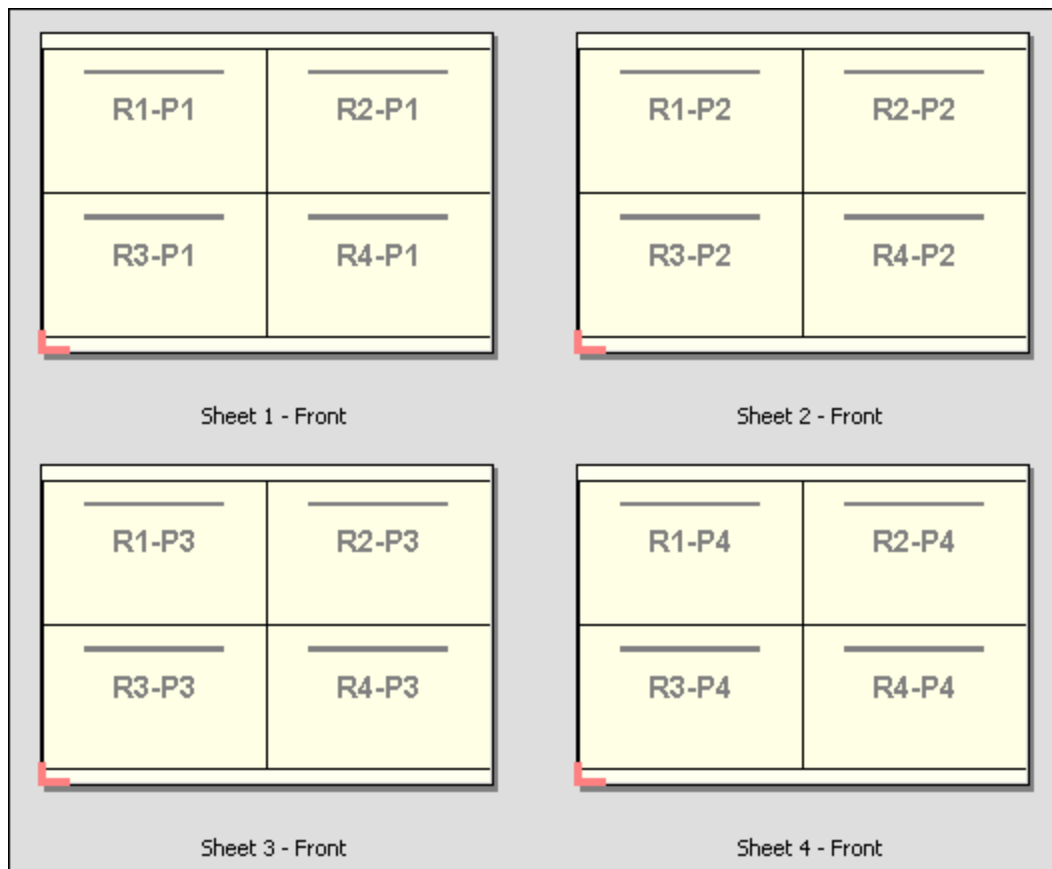 R1-P1 R2-P1
R3-P1 R4-P1
Sheet 1 - Front
R1-P2 R2-P2
R3-P2 R4-P2
Sheet 2 - Front
R1-P3 R2-P3
R3-P3 R4-P3
Sheet 3 - Front
R1-P4 R2-P4
R3-P4 R4-P4
Sheet 4 - Front